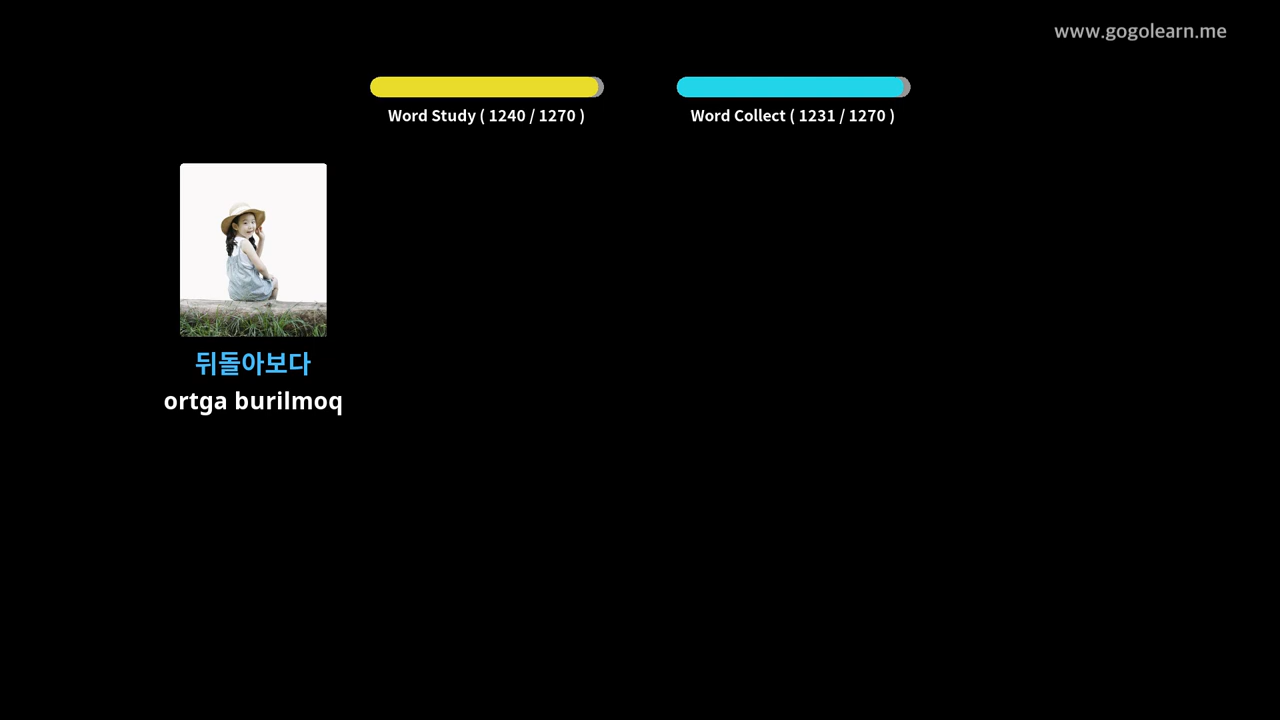 www.gogolearn.me
Word Study ( 1240 / 1270 )
Word Collect ( 1231 / 1270 )
뒤돌아보다
ortga burilmoq